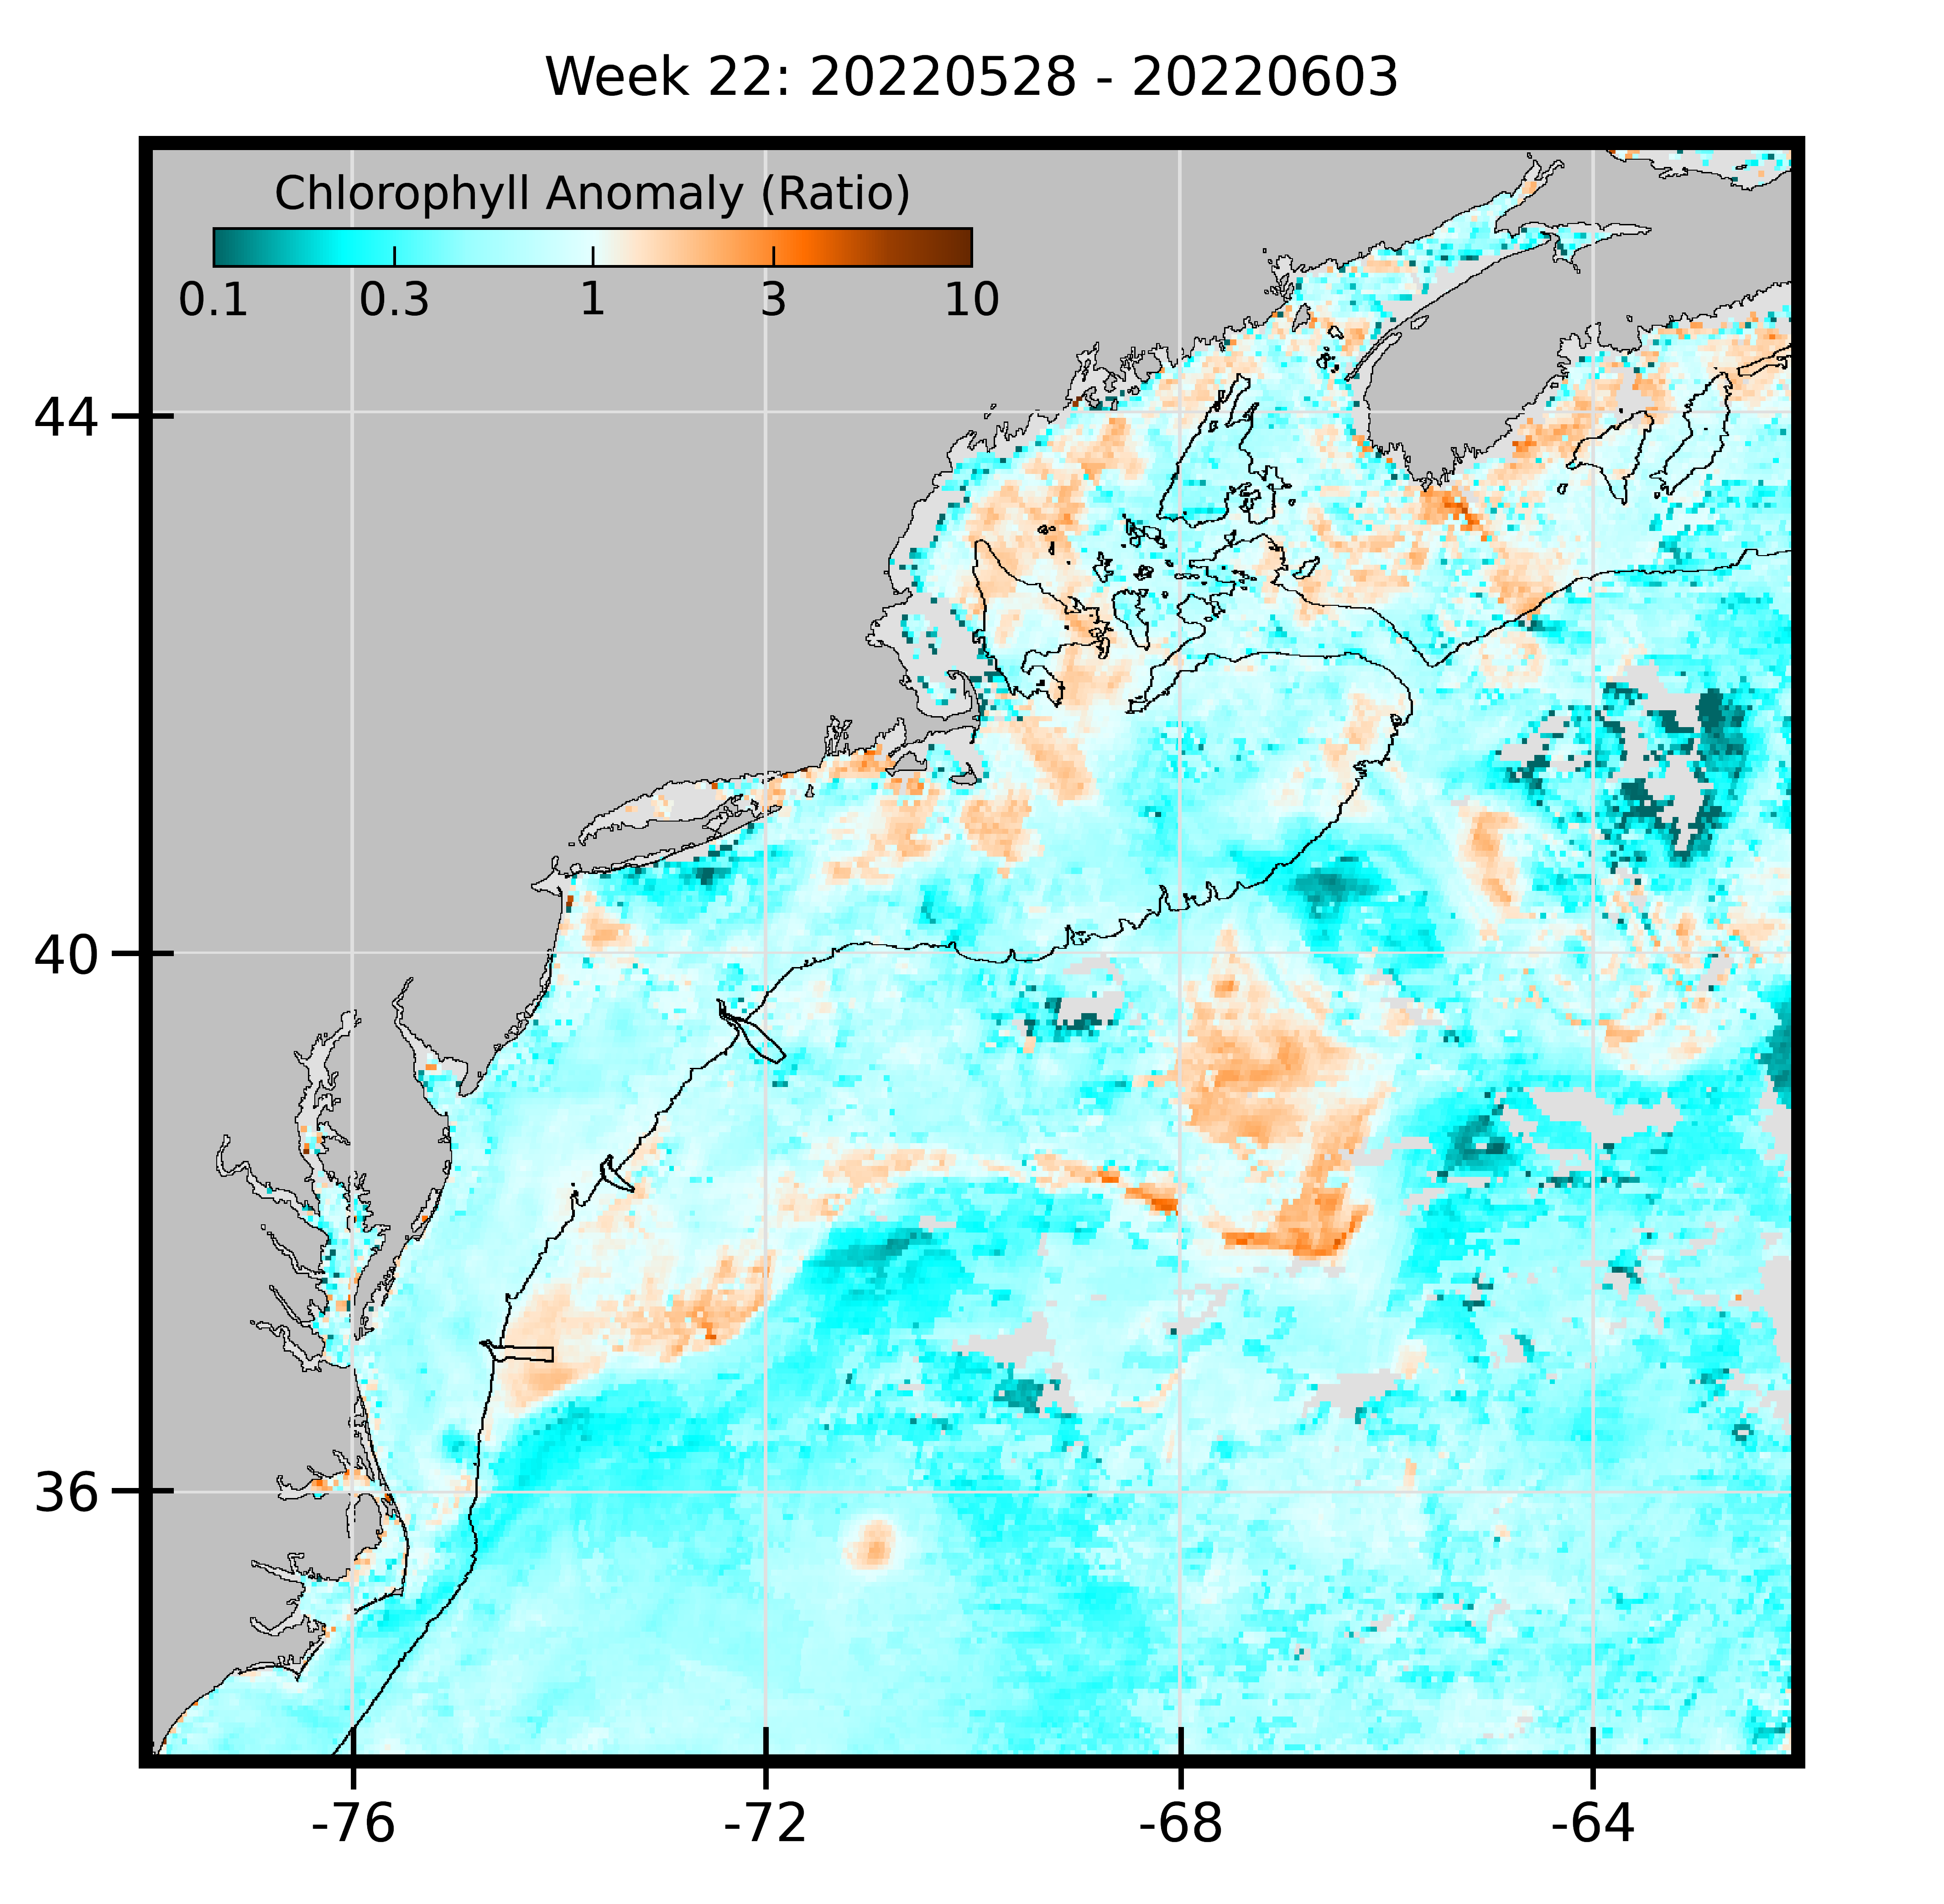 Week 22: 20220528 - 20220603
Chlorophyll Anomaly (Ratio)
0.1 0.3 1 3 10
44
40
36
-76 -72 -68 -64